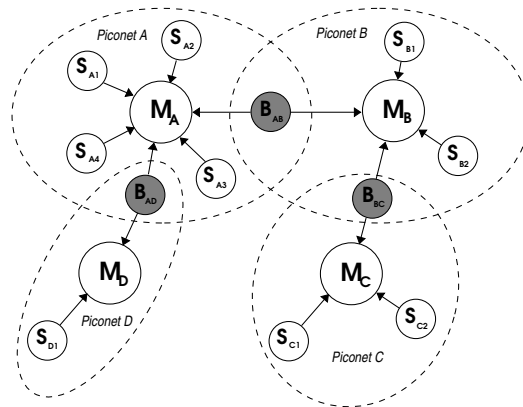 Piconet A
Piconet B
S A2
S B1
S A1
M A
B AB
M B
S A4
S A3
S B2
B AD
B BC
M D
M C
S D1
Piconet D
S C1
S C2
Piconet C